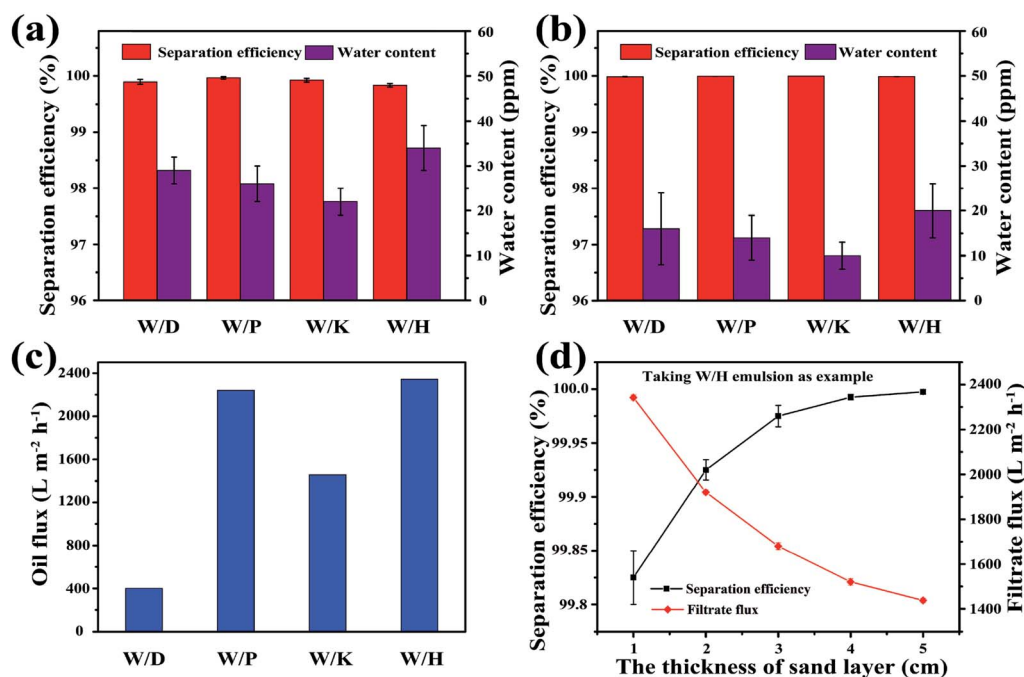 (a)
Separation efficiency
Water content
Separation efficiency (%)
100
99
98
97
96
60
50
40
30
20
10
0
Water content (ppm)
W/D
W/P
W/K
W/H
(b)
Separation efficiency
Water content
Separation efficiency (%)
100
99
98
97
96
60
50
40
30
20
10
0
Water content (ppm)
W/D
W/P
W/K
W/H
(c)
Oil flux (L m⁻² h⁻¹)
2400
2000
1600
1200
800
400
0
W/D
W/P
W/K
W/H
(d)
Taking W/H emulsion as example
Separation efficiency (%)
100.0
99.95
99.9
99.85
99.8
2400
2200
2000
1800
1600
1400
Filtrate flux (L m⁻² h⁻¹)
Separation efficiency
Filtrate flux
1
2
3
4
5
The thickness of sand layer (cm)